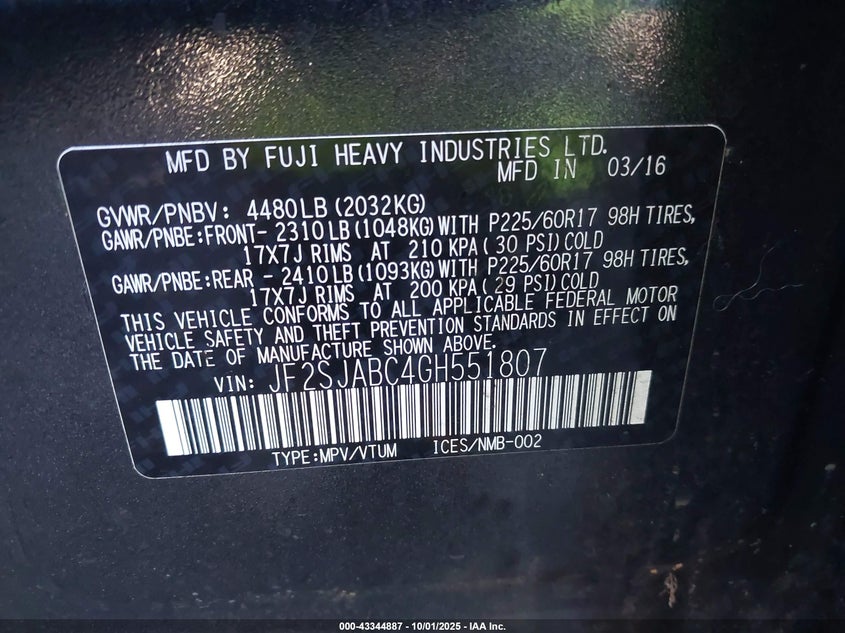 MFD BY FUJI HEAVY INDUSTRIES LTD.
MFD IN 03/16
GVWR/PNBV: 4480LB (2032KG)
GAWR/PNBE:FRONT- 2310LB (1048KG) WITH P225/60R17 98H TIRES,
17X7J RIMS AT 210 KPA (30 PSI) COLD
GAWR/PNBE:REAR - 2410LB (1093KG) WITH P225/60R17 98H TIRES,
17X7J RIMS AT 200 KPA (29 PSI) COLD
THIS VEHICLE CONFORMS TO ALL APPLICABLE FEDERAL MOTOR
VEHICLE SAFETY AND THEFT PREVENTION STANDARDS IN EFFECT ON
THE DATE OF MANUFACTURE SHOWN ABOVE.
VIN: JF2SJABC4GH551807
TYPE:MPV/VTUM ICES/NMB-002
000-43344887 - 10/01/2025 - IAA Inc.